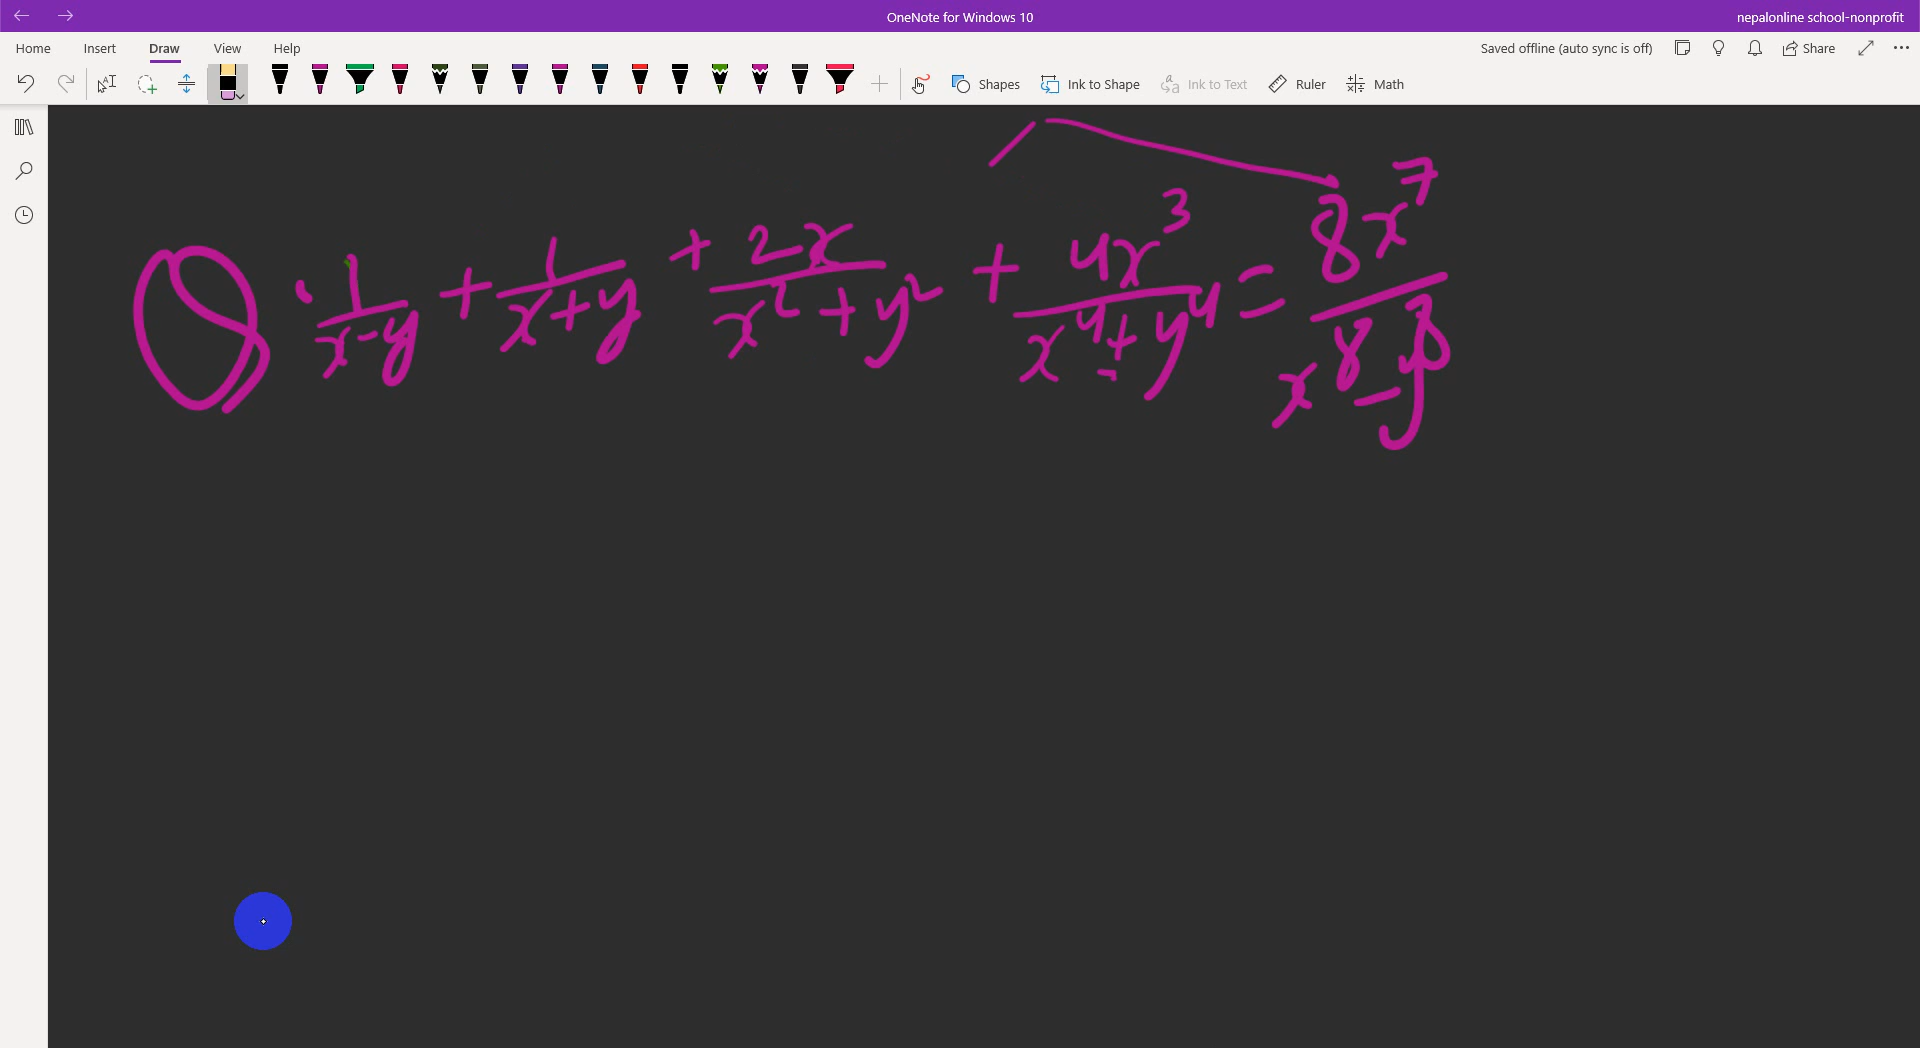 OneNote for Windows 10
nepalonline school-nonprofit
Home Insert Draw View Help
Saved offline (auto sync is off)
Share
Shapes Ink to Shape Ink to Text Ruler Math
Q 1/(x-y) + 1/(x+y) + 2x/(x²+y²) + 4x³/(x⁴+y⁴) = 8x⁷/(x⁸-y⁸)